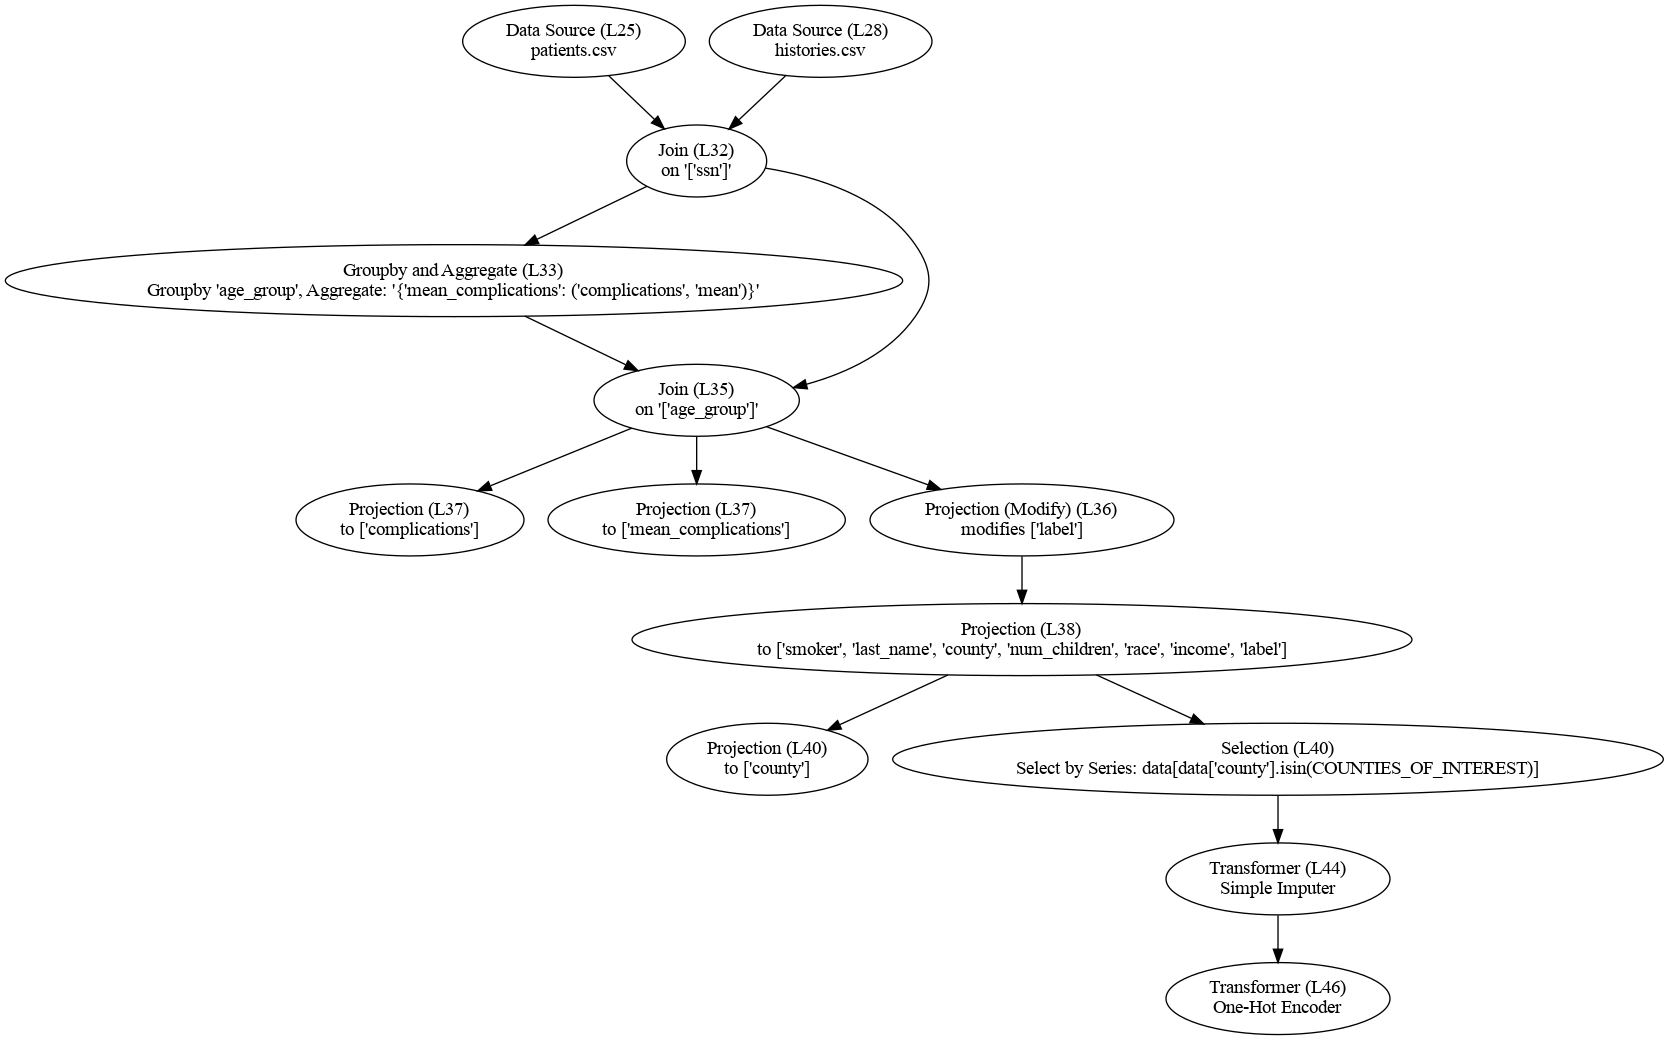 Data Source (L25)
patients.csv
Data Source (L28)
histories.csv
Join (L32)
on '['ssn']'
Groupby and Aggregate (L33)
Groupby 'age_group', Aggregate: '{'mean_complications': ('complications', 'mean')}'
Join (L35)
on '['age_group']'
Projection (L37)
to ['complications']
Projection (L37)
to ['mean_complications']
Projection (Modify) (L36)
modifies ['label']
Projection (L38)
to ['smoker', 'last_name', 'county', 'num_children', 'race', 'income', 'label']
Projection (L40)
to ['county']
Selection (L40)
Select by Series: data[data['county'].isin(COUNTIES_OF_INTEREST)]
Transformer (L44)
Simple Imputer
Transformer (L46)
One-Hot Encoder